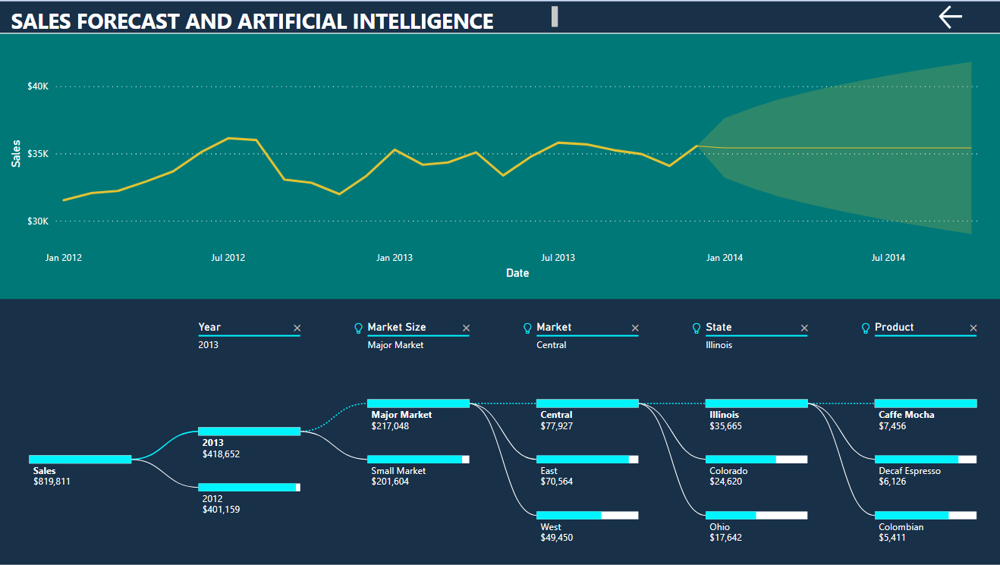 SALES FORECAST AND ARTIFICIAL INTELLIGENCE
$40K
$35K
$30K
Sales
Jan 2012
Jul 2012
Jan 2013
Jul 2013
Jan 2014
Jul 2014
Date
Year
2013
Market Size
Major Market
Market
Central
State
Illinois
Product
Sales
$819,811
2013
$418,652
2012
$401,159
Major Market
$217,048
Small Market
$201,604
Central
$77,927
East
$70,564
West
$49,450
Illinois
$35,665
Colorado
$24,620
Ohio
$17,642
Caffe Mocha
$7,456
Decaf Espresso
$6,126
Colombian
$5,411